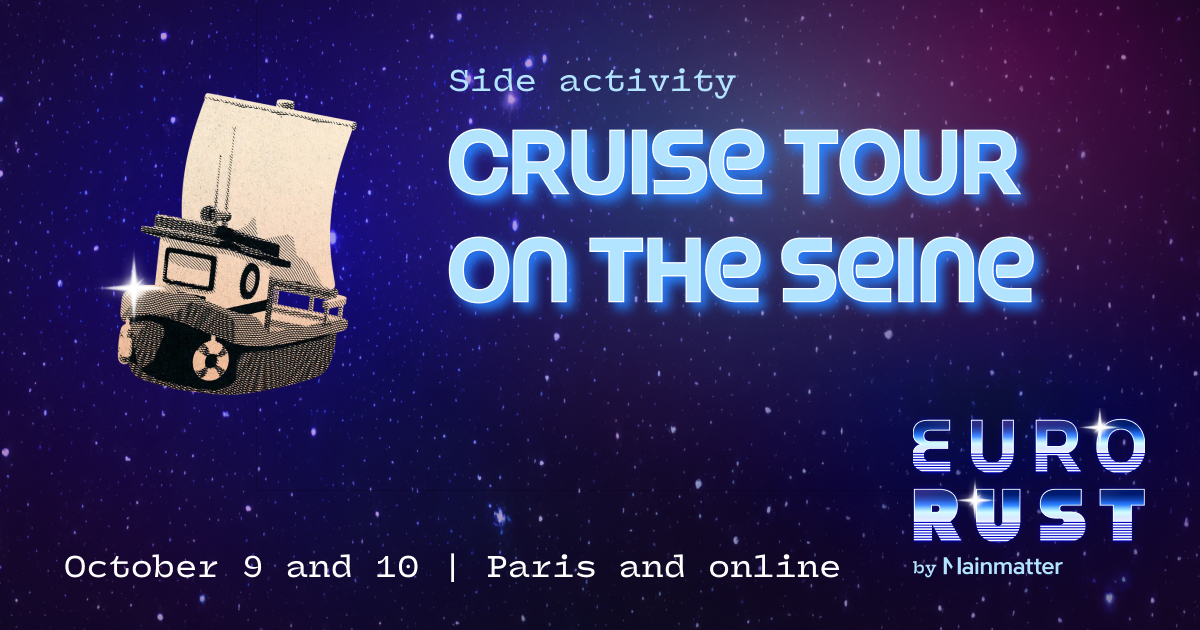 Side activity
CRUISE TOUR
ON THE SEINE
EURO
RUST
by Mainmatter
October 9 and 10 | Paris and online